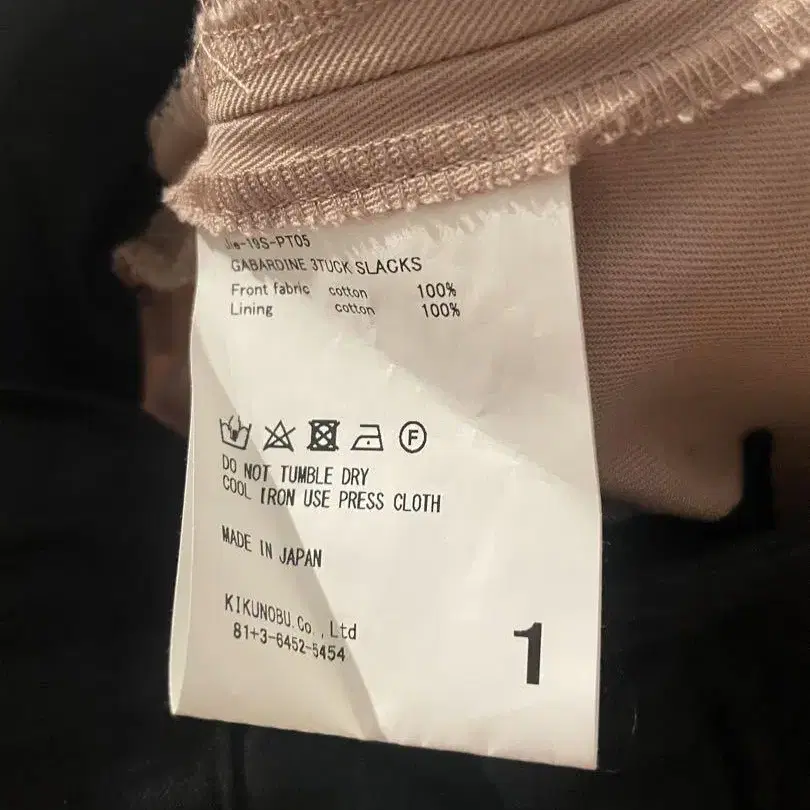 Jie-19S-PT05
GABARDINE 3TUCK SLACKS
Front fabric cotton 100%
Lining cotton 100%
F
DO NOT TUMBLE DRY
COOL IRON USE PRESS CLOTH
MADE IN JAPAN
KIKUNOBU.Co.,Ltd
81+3-6452-5454
1